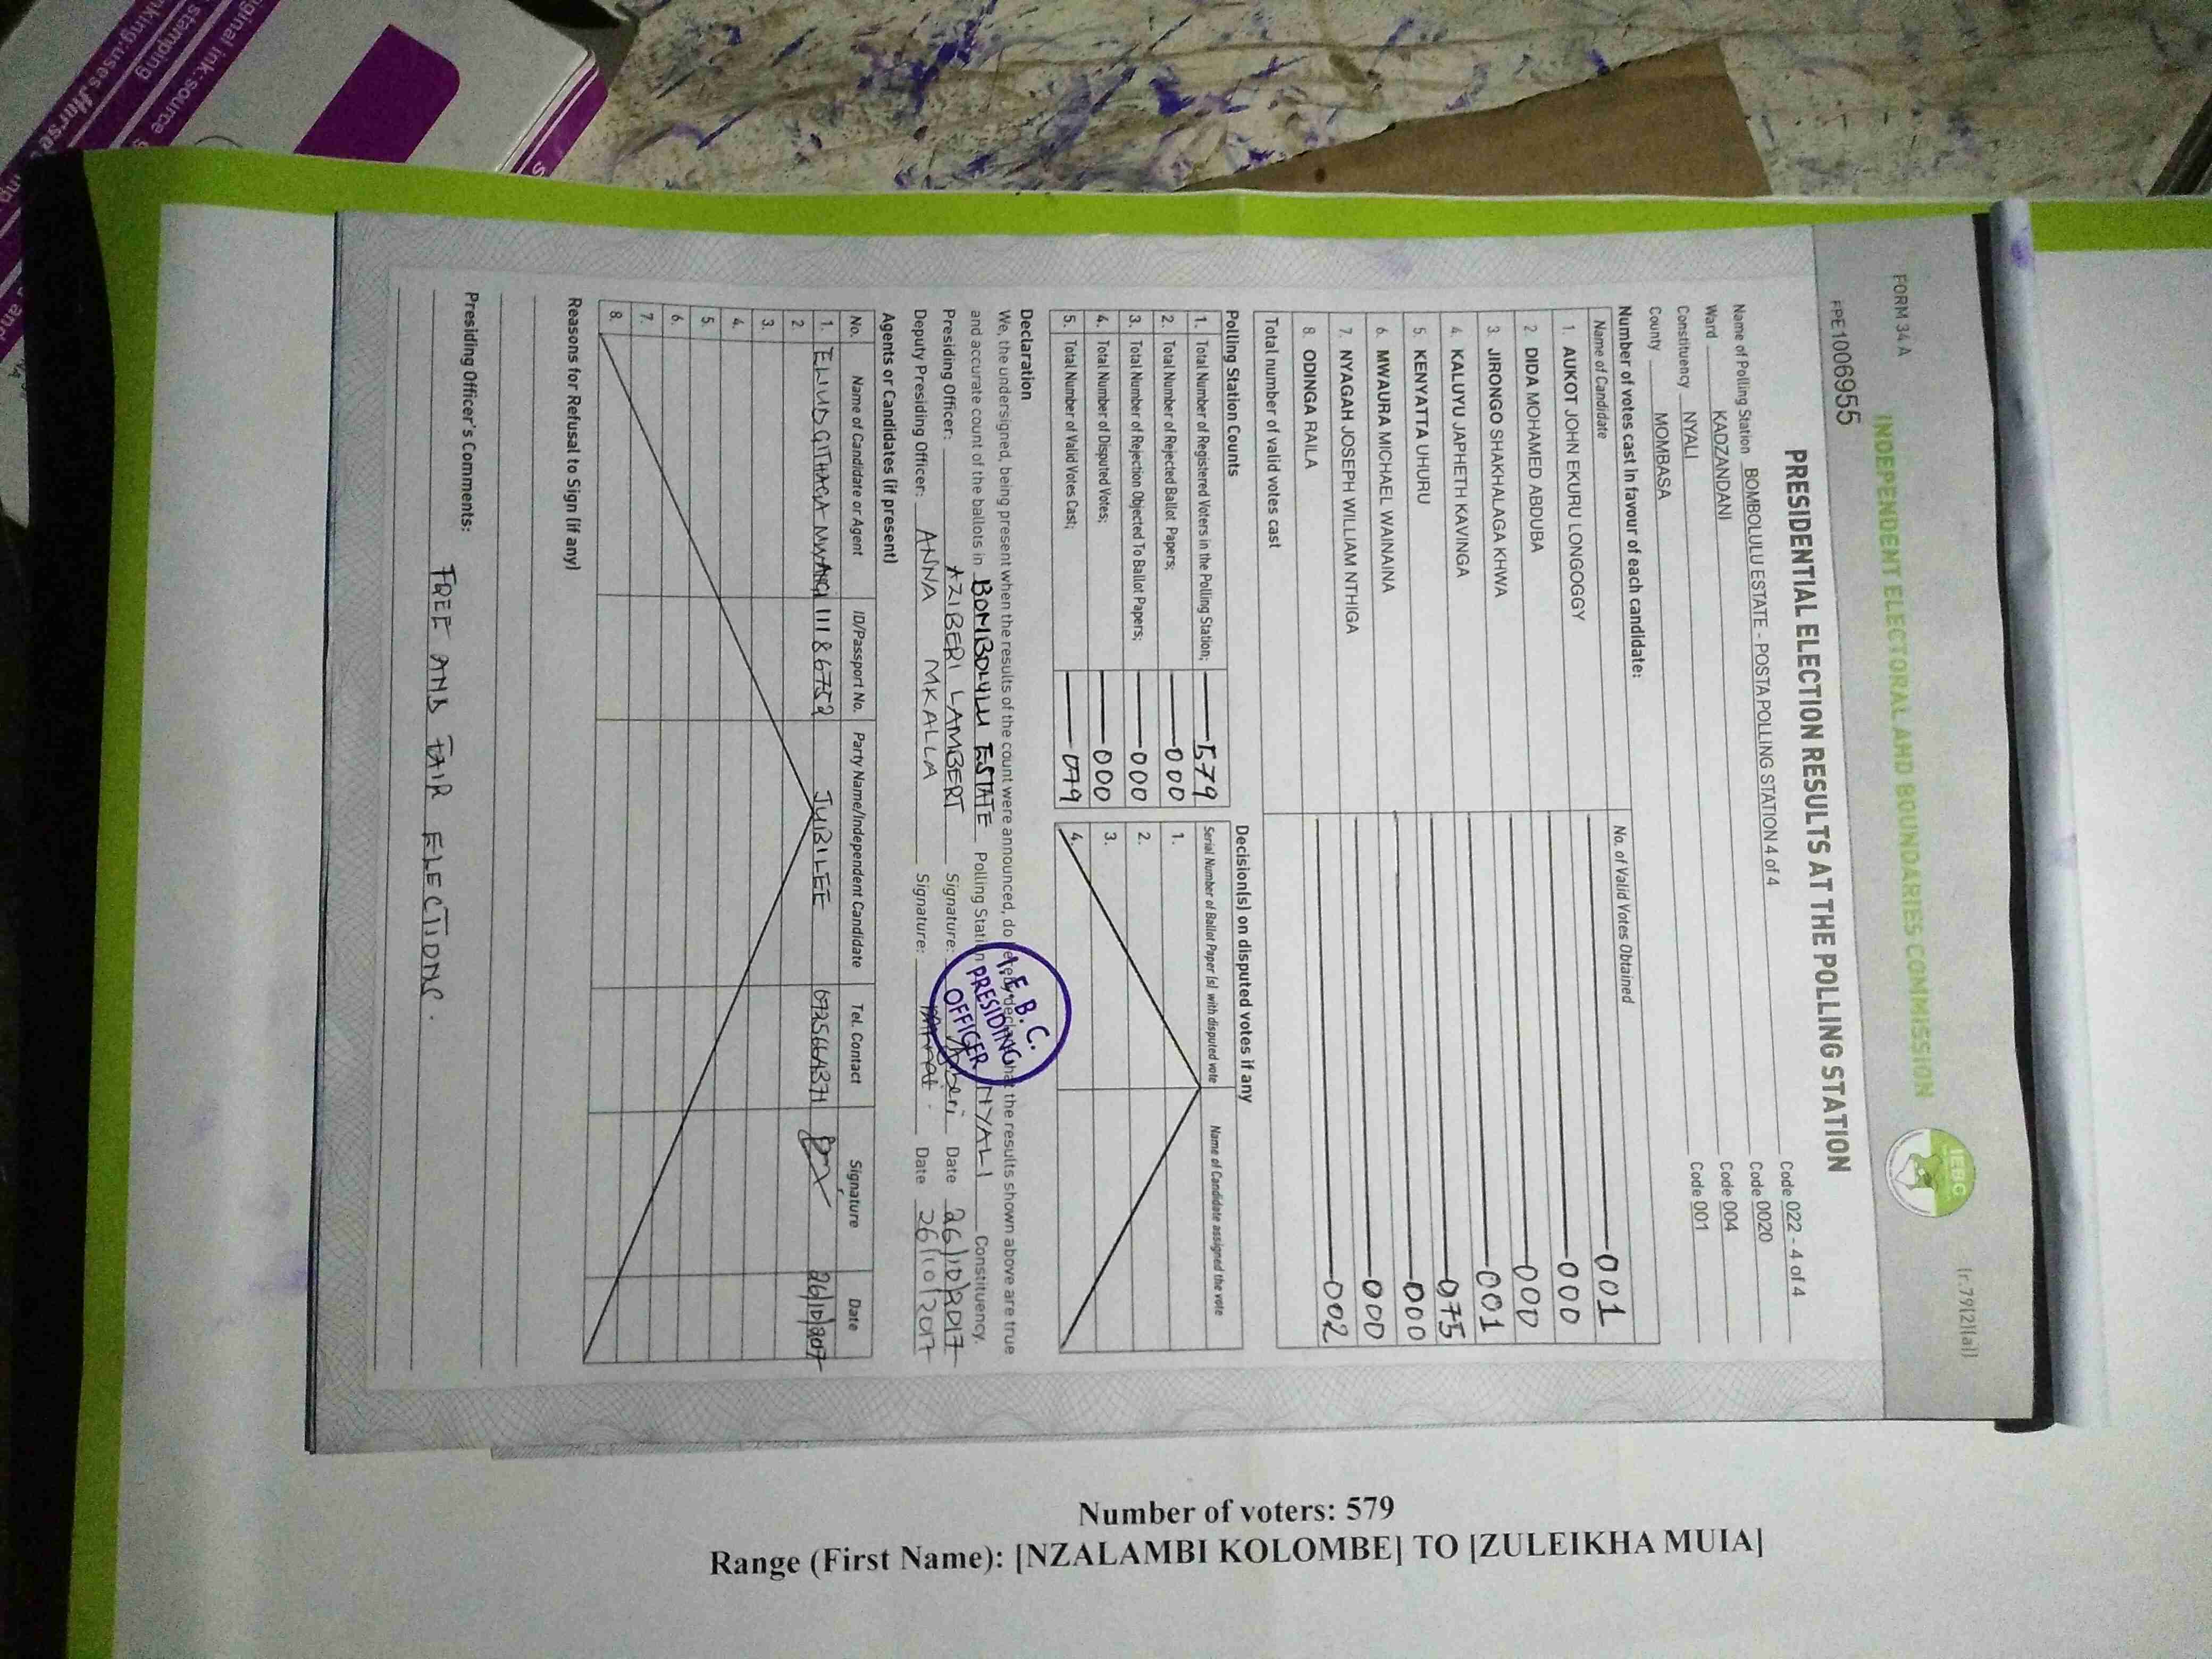 FORM 34 A
(r.79(2)(a))
INDEPENDENT ELECTORAL AND BOUNDARIES COMMISSION
IEBC
PE1006955
PRESIDENTIAL ELECTION RESULTS AT THE POLLING STATION
Name of Polling Station BOMBOLULU ESTATE - POSTA POLLING STATION 4 of 4 Code 022 - 4 of 4
Ward KADZANDANI Code 0020
Constituency NYALI Code 004
County MOMBASA Code 001
Number of votes cast in favour of each candidate:
Name of Candidate No. of Valid Votes Obtained
1. AUKOT JOHN EKURU LONGOGGY 001
2 DIDA MOHAMED ABDUBA 000
3. JIRONGO SHAKHALAGA KHWA 000
4. KALUYU JAPHETH KAVINGA 001
5. KENYATTA UHURU 075
6. MWAURA MICHAEL WAINAINA 000
7. NYAGAH JOSEPH WILLIAM NTHIGA 000
8. ODINGA RAILA 002
Total number of valid votes cast
Polling Station Counts
1. Total Number of Registered Voters in the Polling Station; 579
2. Total Number of Rejected Ballot Papers; 000
3. Total Number of Rejection Objected To Ballot Papers; 000
4. Total Number of Disputed Votes; 000
5. Total Number of Valid Votes Cast; 079
Decision(s) on disputed votes if any
Serial Number of Ballot Paper (s) with disputed vote Name of Candidate assigned the vote
1.
2.
3.
4.
Declaration
We, the undersigned, being present when the results of the count were announced, do hereby declare that the results shown above are true
and accurate count of the ballots in BOMBOLULU ESTATE Polling Station NYALI Constituency.
Presiding Officer: AZIBERI LAMBERT Signature: Date 26/10/2017
Deputy Presiding Officer: ANNA MKALLA Signature: Date 26/10/2017
I.E.B.C.
PRESIDING
OFFICER
Agents or Candidates (if present)
No. Name of Candidate or Agent ID/Passport No. Party Name/Independent Candidate Tel. Contact Signature Date
1. ELIUD GITHAGA MWANGI 11186752 JUBILEE 0725664371 26/10/2017
2
3.
4.
5.
6.
7.
8.
Reasons for Refusal to Sign (if any)
Presiding Officer's Comments:
FREE AND FAIR ELECTIONS.
Number of voters: 579
Range (First Name): [NZALAMBI KOLOMBE] TO [ZULEIKHA MUIA]